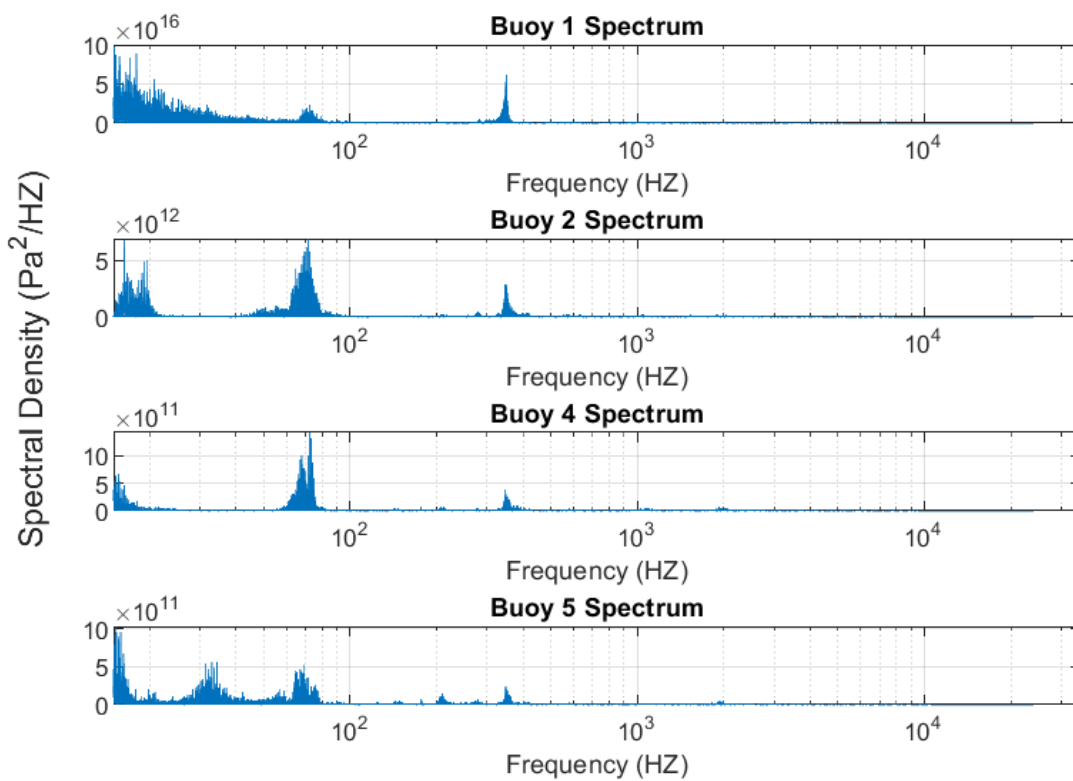 Buoy 1 Spectrum
×10^16
10
5
0
10^2 10^3 10^4
Frequency (HZ)
Buoy 2 Spectrum
×10^12
5
0
10^2 10^3 10^4
Frequency (HZ)
Spectral Density (Pa^2/HZ)
Buoy 4 Spectrum
×10^11
10
5
0
10^2 10^3 10^4
Frequency (HZ)
Buoy 5 Spectrum
×10^11
10
5
0
10^2 10^3 10^4
Frequency (HZ)